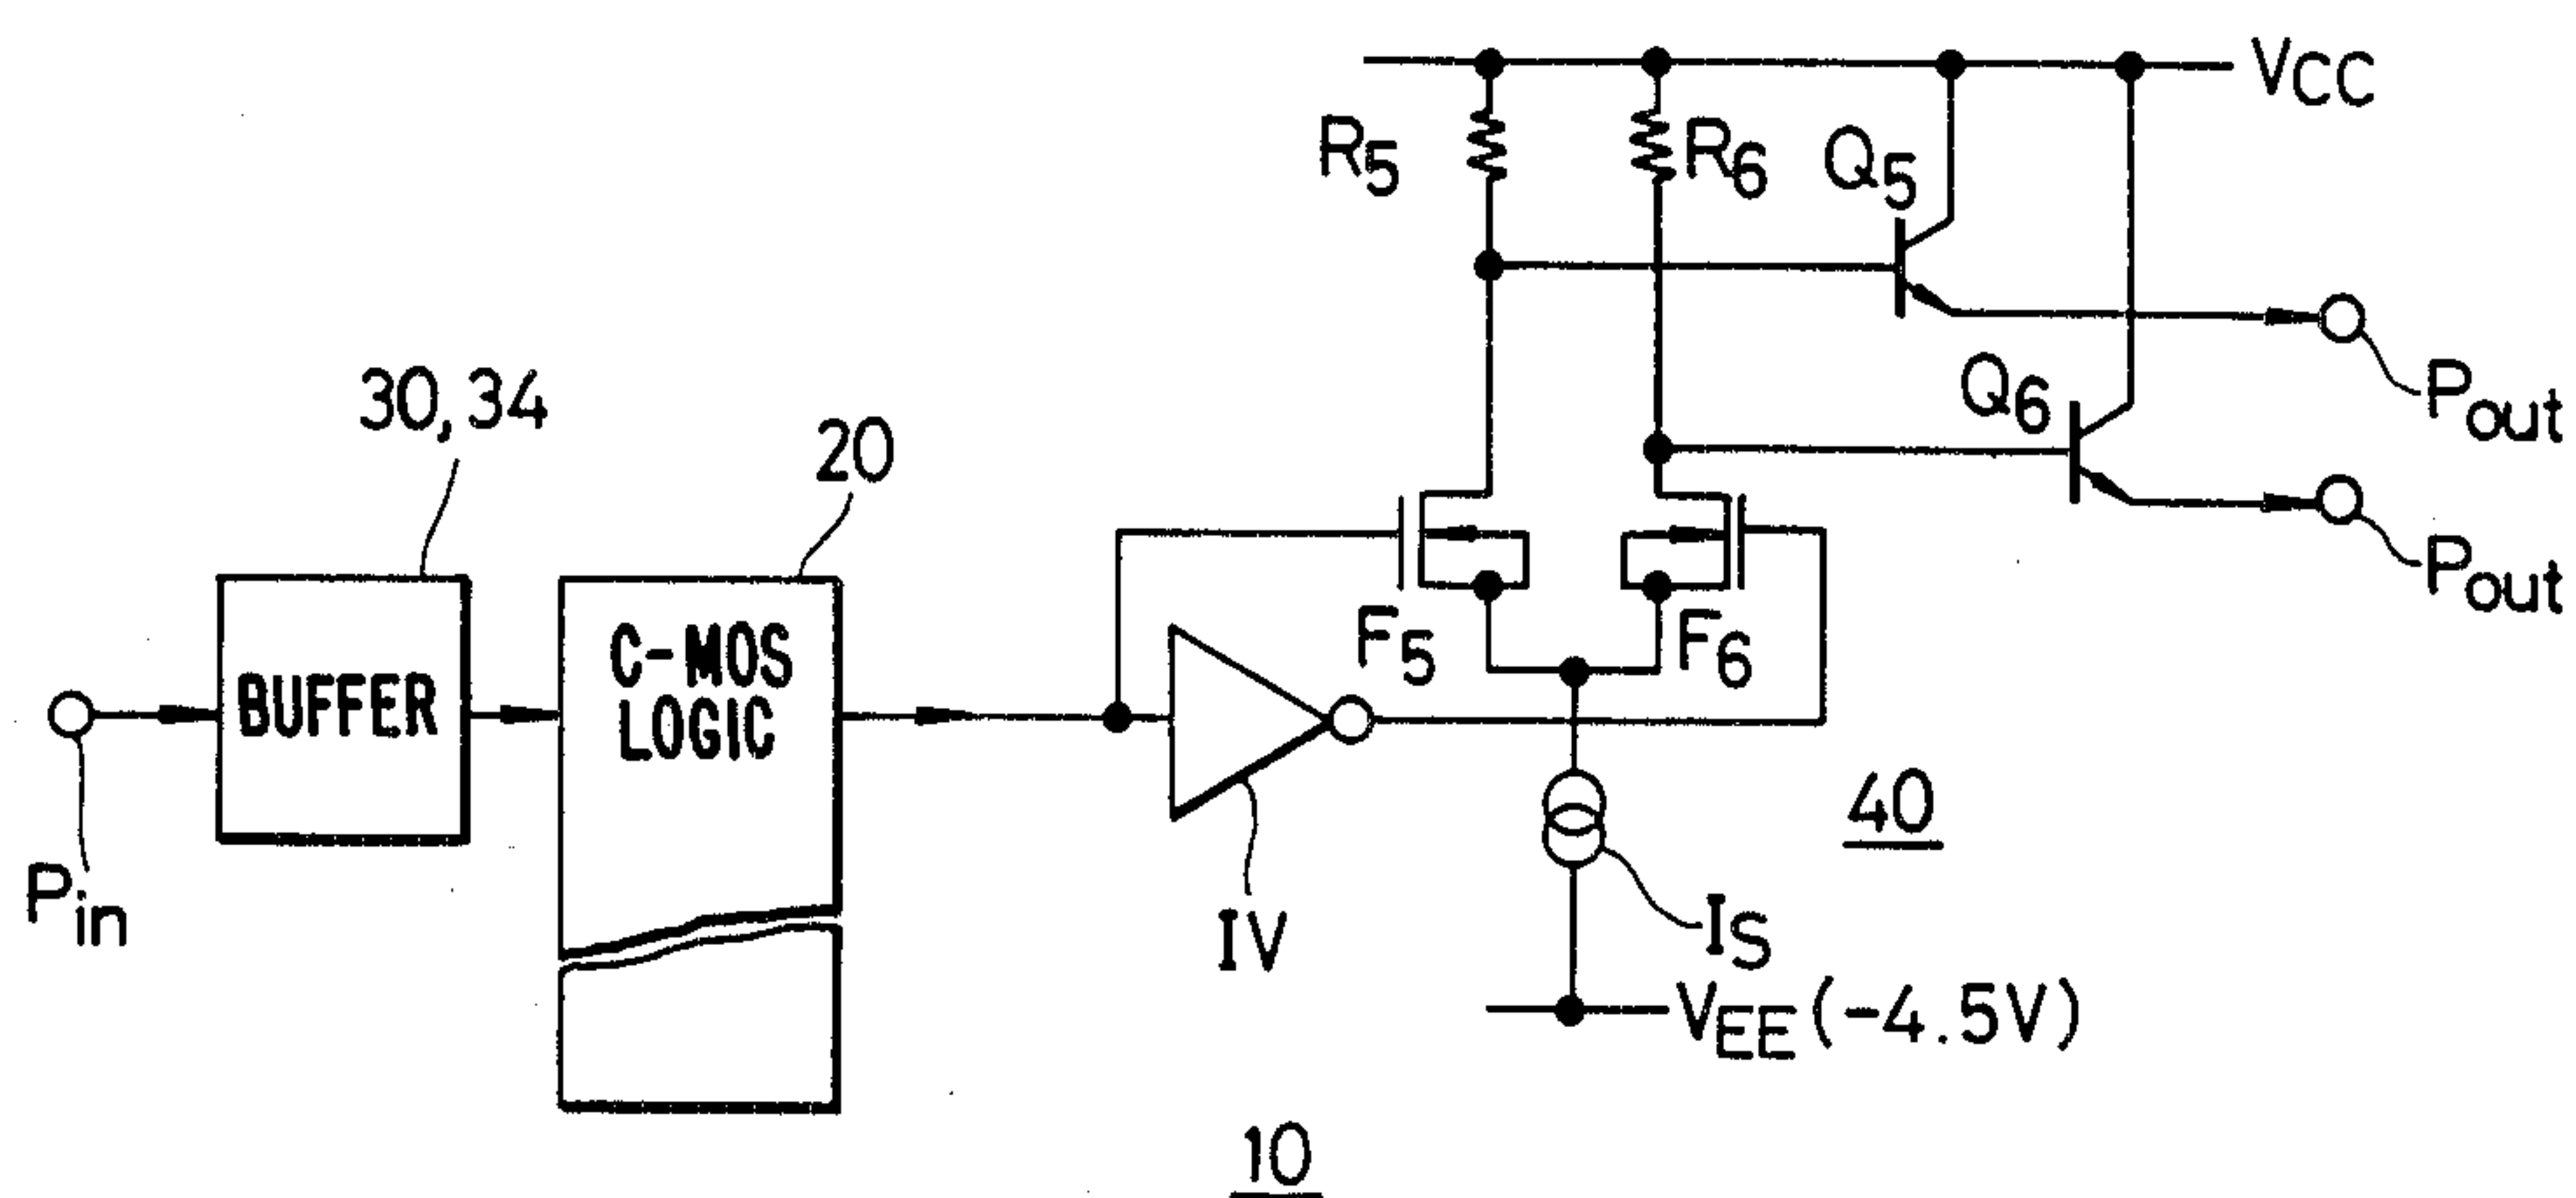 VCC
R5
R6
Q5
Pout
Q6
Pout
30, 34
20
BUFFER
C-MOS
LOGIC
F5
F6
Pin
IV
40
IS
VEE (-4.5V)
10